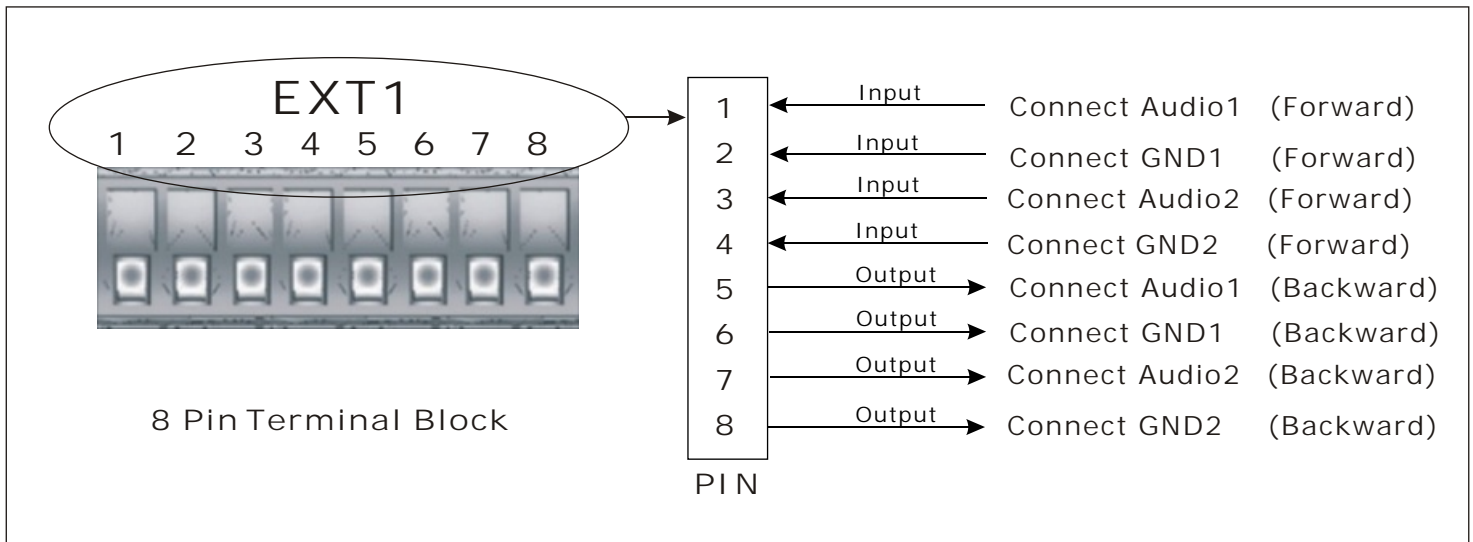 EXT1
1 2 3 4 5 6 7 8
8 Pin Terminal Block
1 Input Connect Audio1 (Forward)
2 Input Connect GND1 (Forward)
3 Input Connect Audio2 (Forward)
4 Input Connect GND2 (Forward)
5 Output Connect Audio1 (Backward)
6 Output Connect GND1 (Backward)
7 Output Connect Audio2 (Backward)
8 Output Connect GND2 (Backward)
PIN